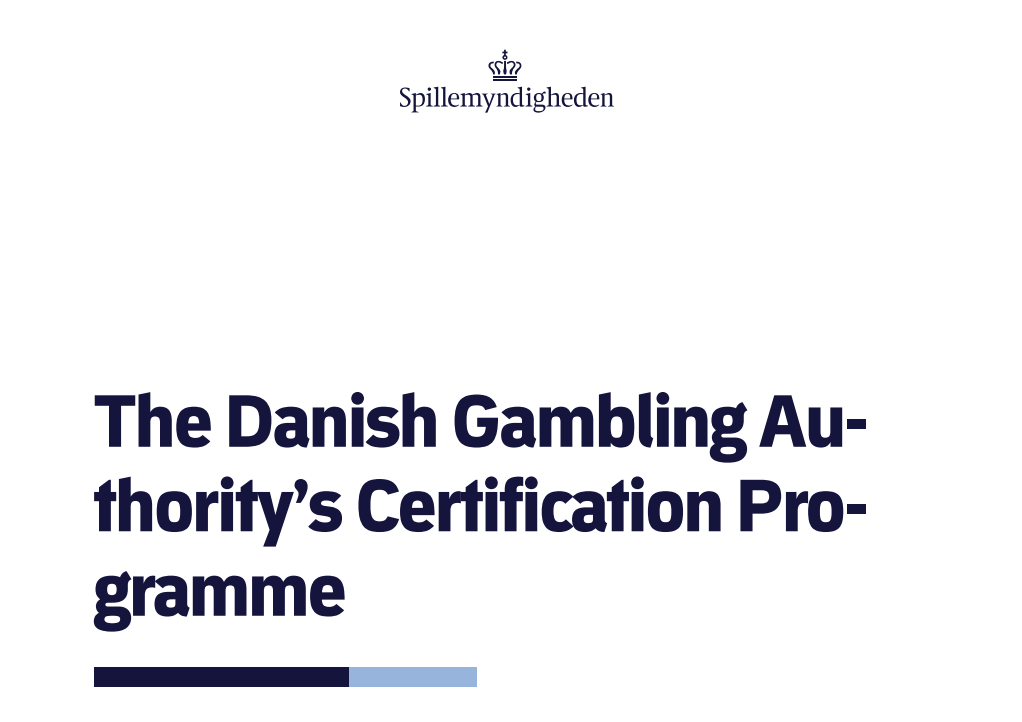 Spillemyndigheden
The Danish Gambling Au-
thority’s Certification Pro-
gramme